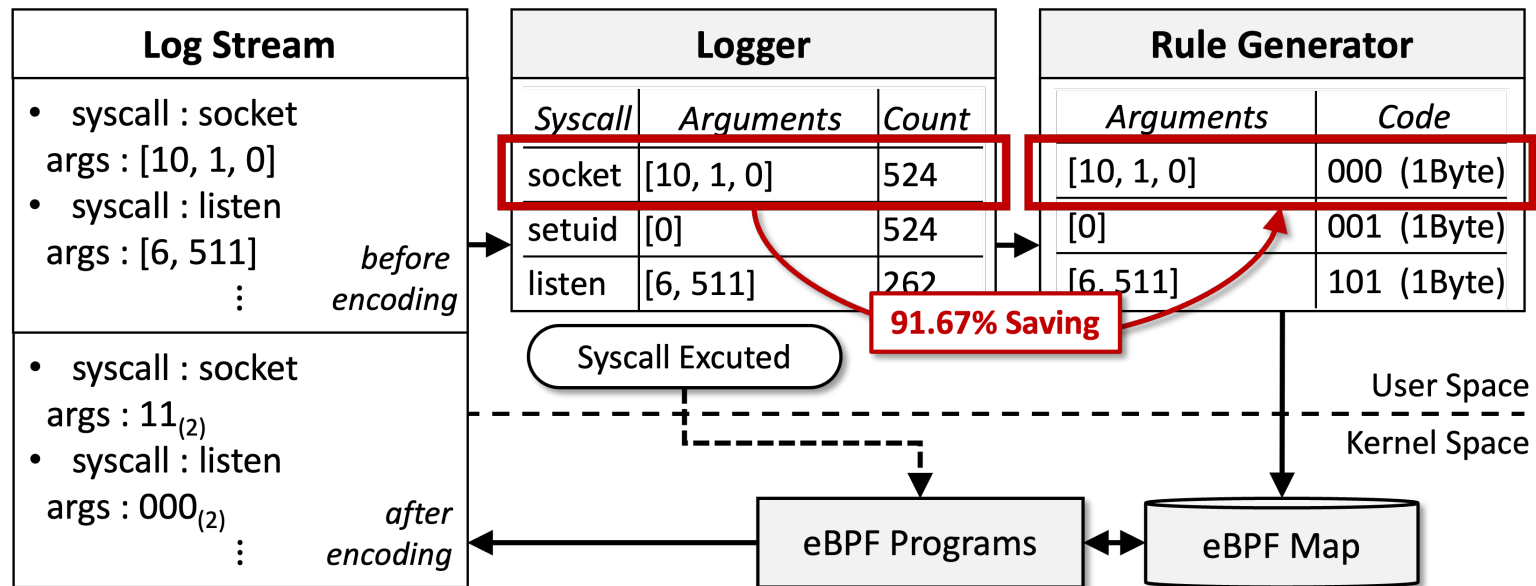 Log Stream
• syscall : socket
args : [10, 1, 0]
• syscall : listen
args : [6, 511]
⋮
before
encoding
• syscall : socket
args : 11(2)
• syscall : listen
args : 000(2)
⋮
after
encoding
Logger
Syscall Arguments Count
socket [10, 1, 0] 524
setuid [0] 524
listen [6, 511] 262
Rule Generator
Arguments Code
[10, 1, 0] 000 (1Byte)
[0] 001 (1Byte)
[6, 511] 101 (1Byte)
91.67% Saving
Syscall Excuted
User Space
Kernel Space
eBPF Programs
eBPF Map